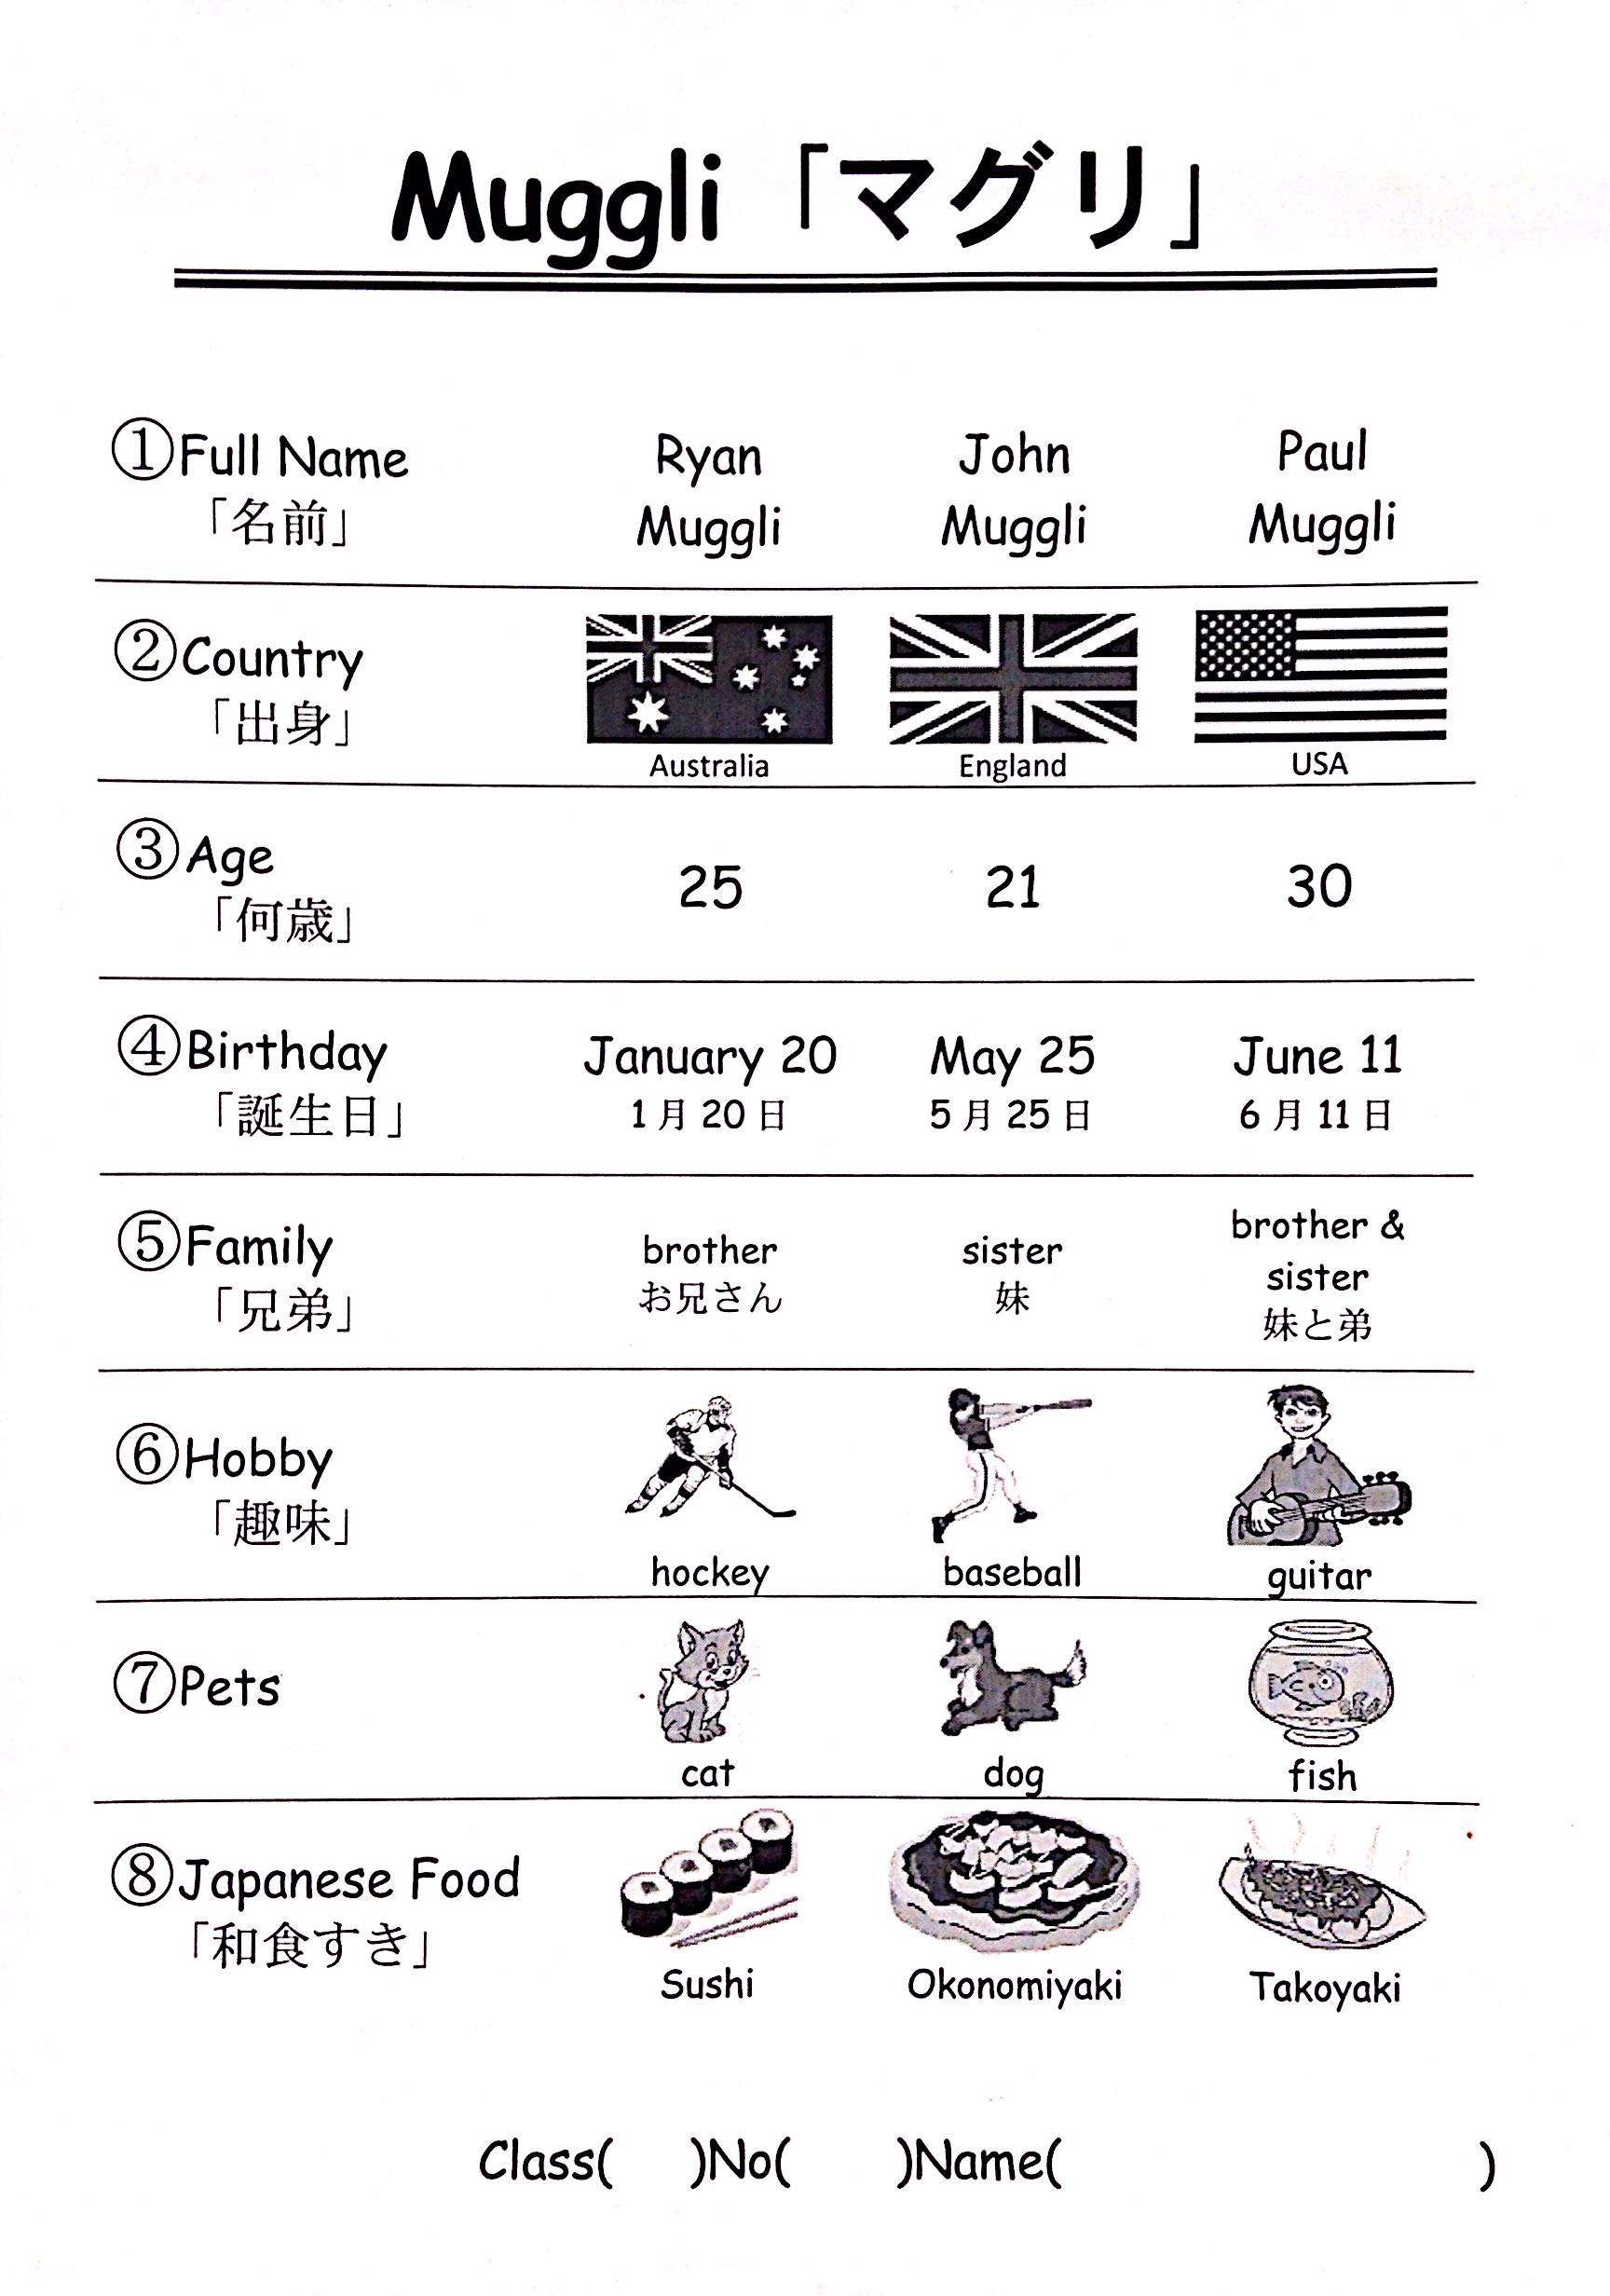 Muggli「マグリ」
①Full Name Ryan John Paul
「名前」 Muggli Muggli Muggli
②Country
「出身」
Australia England USA
③Age
「何歳」 25 21 30
④Birthday January 20 May 25 June 11
「誕生日」 1月20日 5月25日 6月11日
⑤Family brother sister brother &
sister
「兄弟」 お兄さん 妹 妹と弟
⑥Hobby
「趣味」
hockey baseball guitar
⑦Pets
cat dog fish
⑧Japanese Food
「和食すき」
Sushi Okonomiyaki Takoyaki
Class( )No( )Name( )